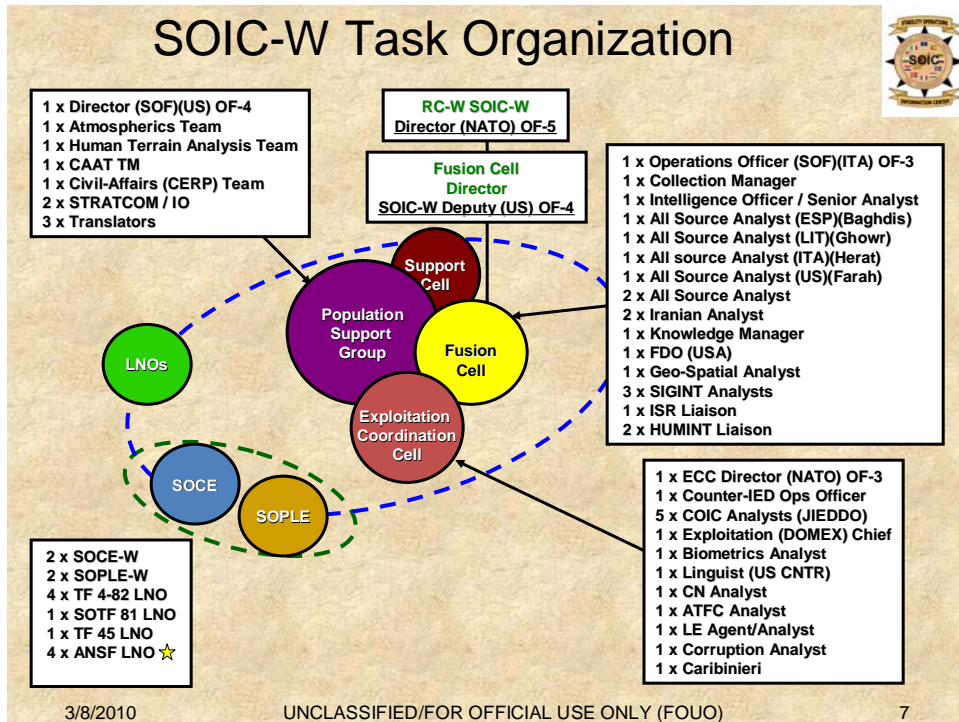 SOIC-W Task Organization
STABILITY OPERATIONS
SOIC
INFORMATION CENTER
1 x Director (SOF)(US) OF-4
1 x Atmospherics Team
1 x Human Terrain Analysis Team
1 x CAAT TM
1 x Civil-Affairs (CERP) Team
2 x STRATCOM / IO
3 x Translators
RC-W SOIC-W
Director (NATO) OF-5
Fusion Cell
Director
SOIC-W Deputy (US) OF-4
1 x Operations Officer (SOF)(ITA) OF-3
1 x Collection Manager
1 x Intelligence Officer / Senior Analyst
1 x All Source Analyst (ESP)(Baghdis)
1 x All Source Analyst (LIT)(Ghowr)
1 x All source Analyst (ITA)(Herat)
1 x All Source Analyst (US)(Farah)
2 x All Source Analyst
2 x Iranian Analyst
1 x Knowledge Manager
1 x FDO (USA)
1 x Geo-Spatial Analyst
3 x SIGINT Analysts
1 x ISR Liaison
2 x HUMINT Liaison
Support
Cell
Population
Support
Group
Fusion
Cell
LNOs
Exploitation
Coordination
Cell
SOCE
SOPLE
1 x ECC Director (NATO) OF-3
1 x Counter-IED Ops Officer
5 x COIC Analysts (JIEDDO)
1 x Exploitation (DOMEX) Chief
1 x Biometrics Analyst
1 x Linguist (US CNTR)
1 x CN Analyst
1 x ATFC Analyst
1 x LE Agent/Analyst
1 x Corruption Analyst
1 x Caribinieri
2 x SOCE-W
2 x SOPLE-W
4 x TF 4-82 LNO
1 x SOTF 81 LNO
1 x TF 45 LNO
4 x ANSF LNO
3/8/2010
UNCLASSIFIED/FOR OFFICIAL USE ONLY (FOUO)
7